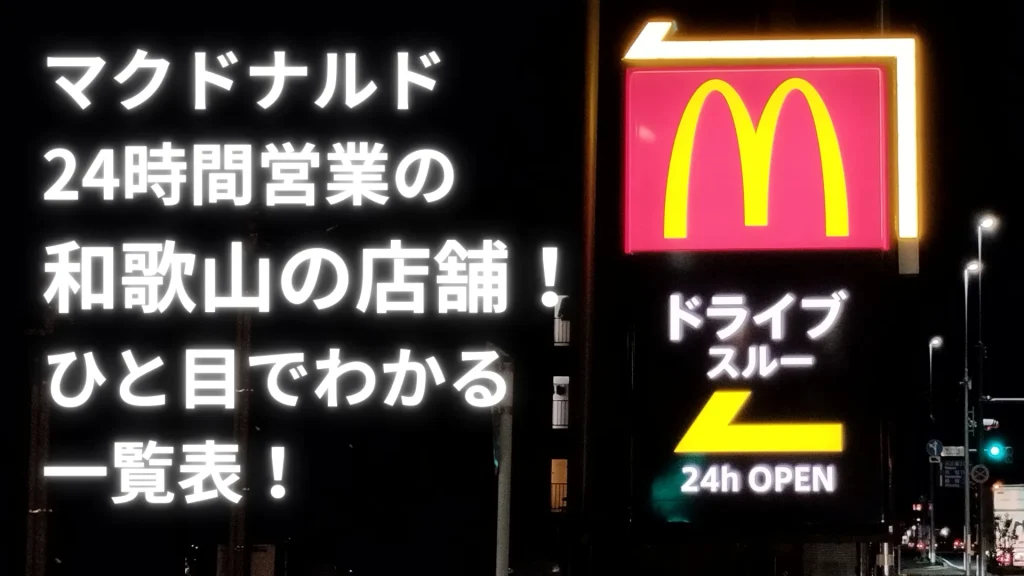 マクドナルド
24時間営業の
和歌山の店舗！
ひと目でわかる
一覧表！
ドライブ
スルー
24h OPEN